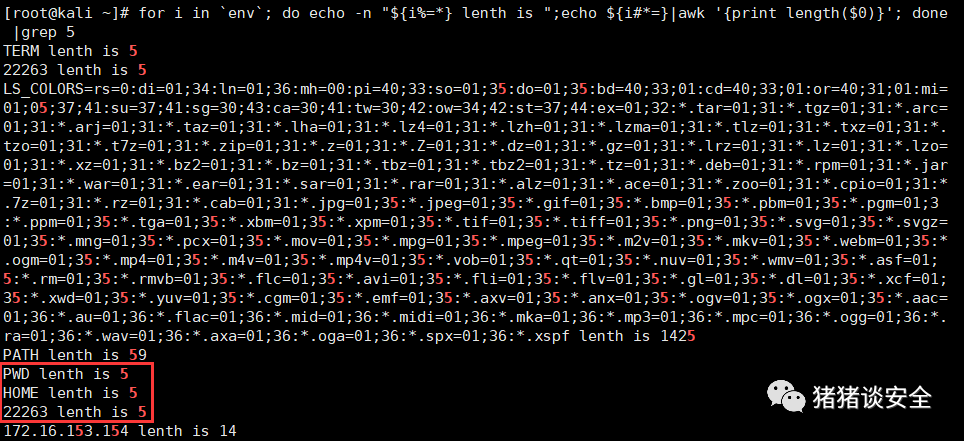 [root@kali ~]# for i in `env`; do echo -n "${i%=*} lenth is ";echo ${i#*=}|awk '{print length($0)}'; done
|grep 5
TERM lenth is 5
22263 lenth is 5
LS_COLORS=rs=0:di=01;34:ln=01;36:mh=00:pi=40;33:so=01;35:do=01;35:bd=40;33;01:cd=40;33;01:or=40;31;01:mi=
01;05;37;41:su=37;41:sg=30;43:ca=30;41:tw=30;42:ow=34;42:st=37;44:ex=01;32:*.tar=01;31:*.tgz=01;31:*.arc=
01;31:*.arj=01;31:*.taz=01;31:*.lha=01;31:*.lz4=01;31:*.lzh=01;31:*.lzma=01;31:*.tlz=01;31:*.txz=01;31:*.
tzo=01;31:*.t7z=01;31:*.zip=01;31:*.z=01;31:*.Z=01;31:*.dz=01;31:*.gz=01;31:*.lrz=01;31:*.lz=01;31:*.lzo=
01;31:*.xz=01;31:*.bz2=01;31:*.bz=01;31:*.tbz=01;31:*.tbz2=01;31:*.tz=01;31:*.deb=01;31:*.rpm=01;31:*.jar
=01;31:*.war=01;31:*.ear=01;31:*.sar=01;31:*.rar=01;31:*.alz=01;31:*.ace=01;31:*.zoo=01;31:*.cpio=01;31:*
.7z=01;31:*.rz=01;31:*.cab=01;31:*.jpg=01;35:*.jpeg=01;35:*.gif=01;35:*.bmp=01;35:*.pbm=01;35:*.pgm=01;3
5:*.ppm=01;35:*.tga=01;35:*.xbm=01;35:*.xpm=01;35:*.tif=01;35:*.tiff=01;35:*.png=01;35:*.svg=01;35:*.svgz=
01;35:*.mng=01;35:*.pcx=01;35:*.mov=01;35:*.mpg=01;35:*.mpeg=01;35:*.m2v=01;35:*.mkv=01;35:*.webm=01;35:*
.ogm=01;35:*.mp4=01;35:*.m4v=01;35:*.mp4v=01;35:*.vob=01;35:*.qt=01;35:*.nuv=01;35:*.wmv=01;35:*.asf=01;3
5:*.rm=01;35:*.rmvb=01;35:*.flc=01;35:*.avi=01;35:*.fli=01;35:*.flv=01;35:*.gl=01;35:*.dl=01;35:*.xcf=01;
35:*.xwd=01;35:*.yuv=01;35:*.cgm=01;35:*.emf=01;35:*.axv=01;35:*.anx=01;35:*.ogv=01;35:*.ogx=01;35:*.aac=
01;36:*.au=01;36:*.flac=01;36:*.mid=01;36:*.midi=01;36:*.mka=01;36:*.mp3=01;36:*.mpc=01;36:*.ogg=01;36:*.
ra=01;36:*.wav=01;36:*.axa=01;36:*.oga=01;36:*.spx=01;36:*.xspf lenth is 1425
PATH lenth is 59
PWD lenth is 5
HOME lenth is 5
22263 lenth is 5
172.16.153.154 lenth is 14
猪猪谈安全